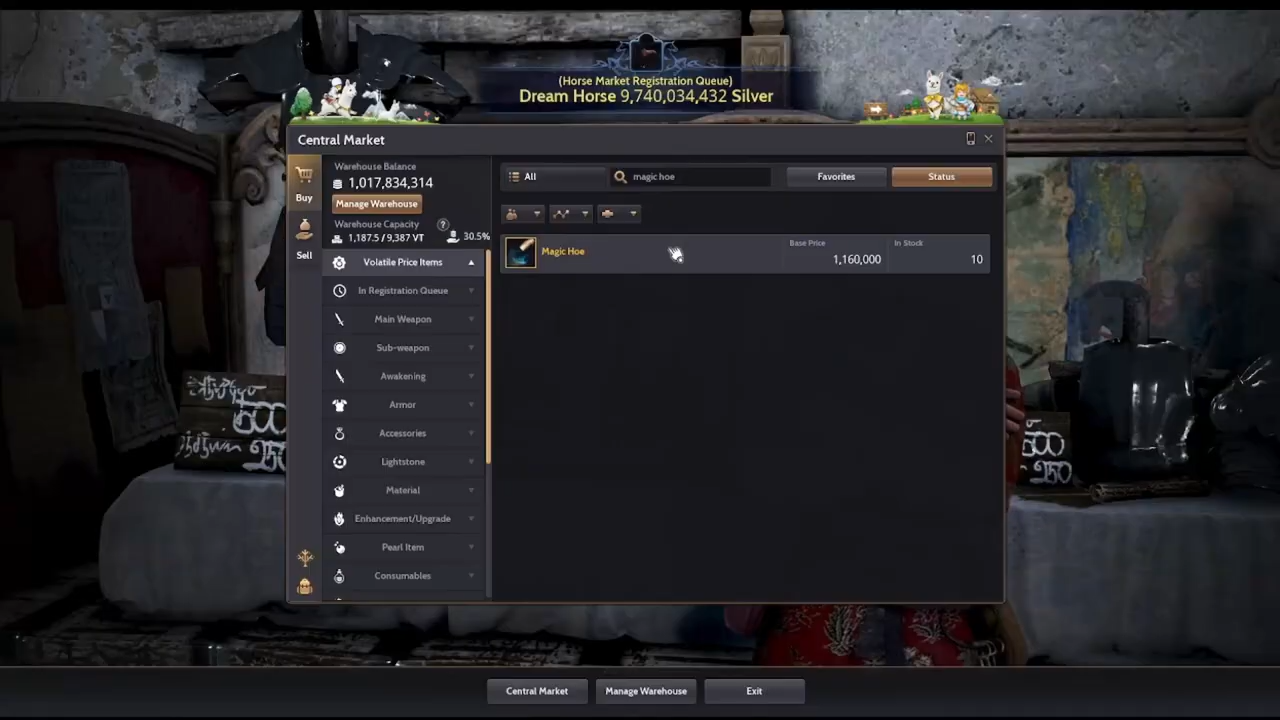 (Horse Market Registration Queue)
Dream Horse 9,740,034,432 Silver
Central Market
Buy
Sell
Warehouse Balance
1,017,834,314
Manage Warehouse
Warehouse Capacity
?
1,187.5 / 9,387 VT
30.5%
All
magic hoe
Favorites
Status
Magic Hoe
Base Price
1,160,000
In Stock
10
Volatile Price Items
In Registration Queue
Main Weapon
Sub-weapon
Awakening
Armor
Accessories
Lightstone
Material
Enhancement/Upgrade
Pearl Item
Consumables
Central Market
Manage Warehouse
Exit